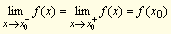 lim x→x₀⁻ f(x) = lim x→x₀⁺ f(x) = f(x₀)